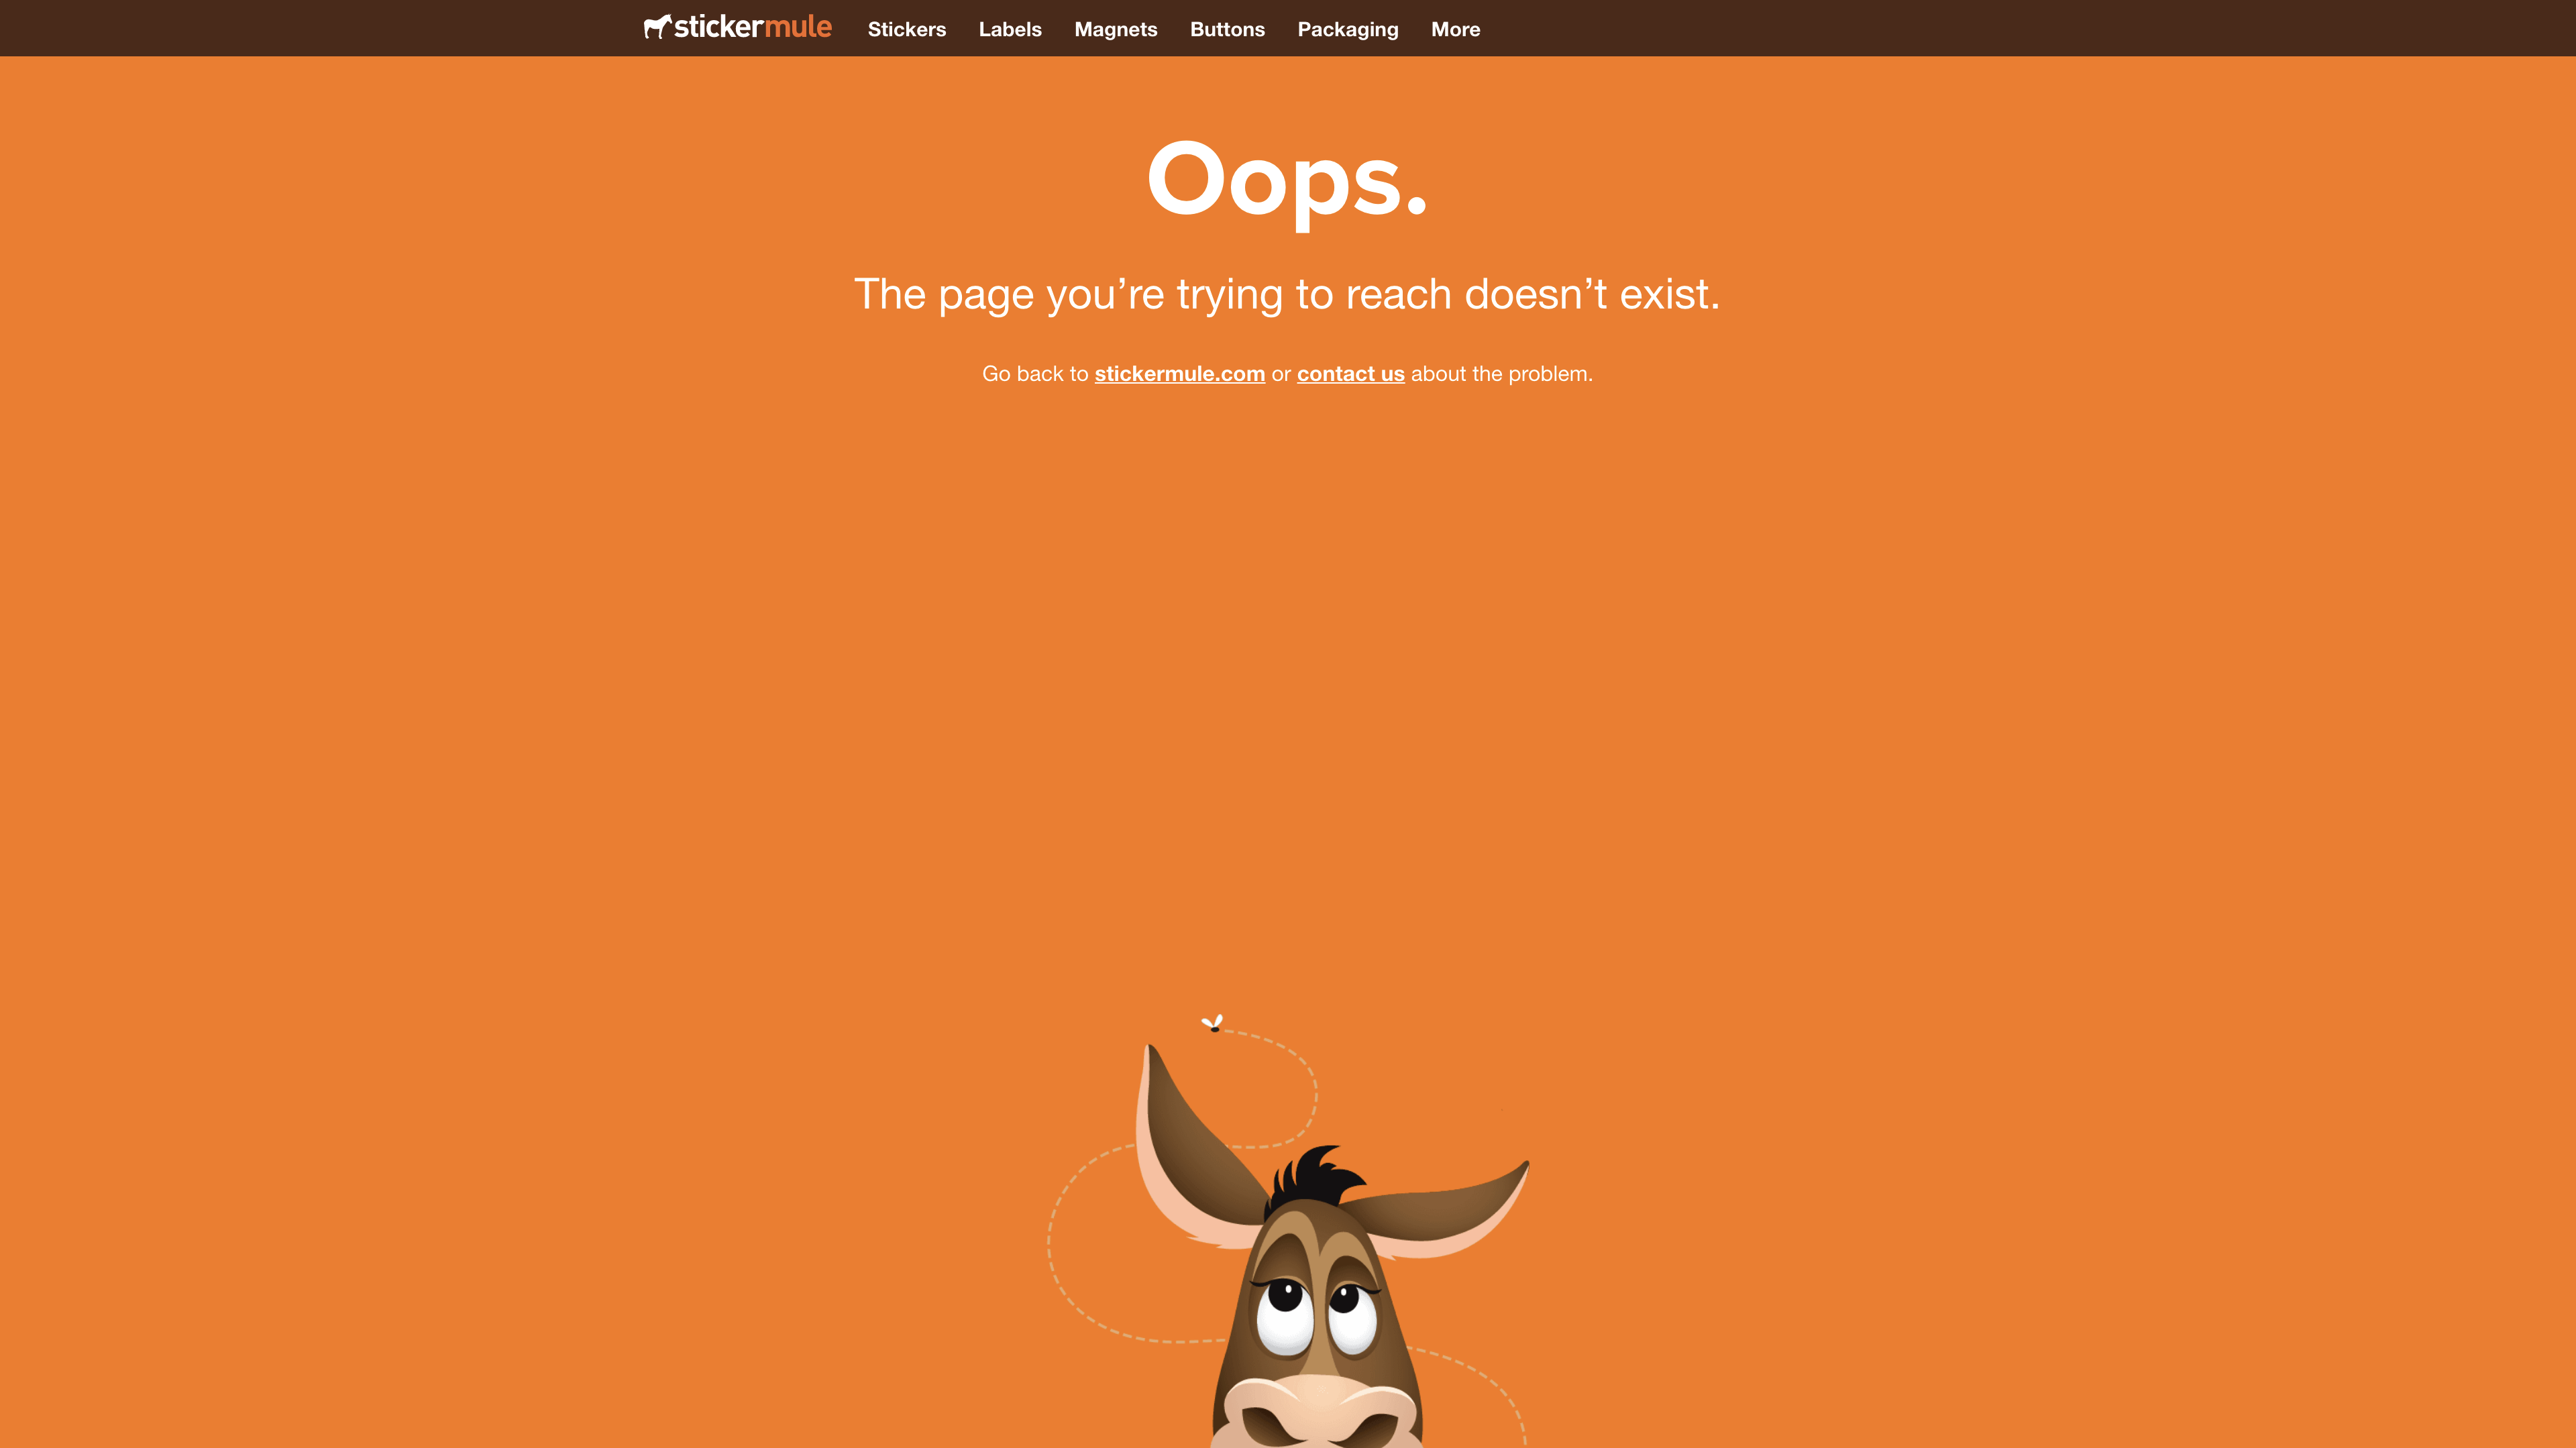 stickermule Stickers Labels Magnets Buttons Packaging More
Oops.
The page you’re trying to reach doesn’t exist.
Go back to stickermule.com or contact us about the problem.